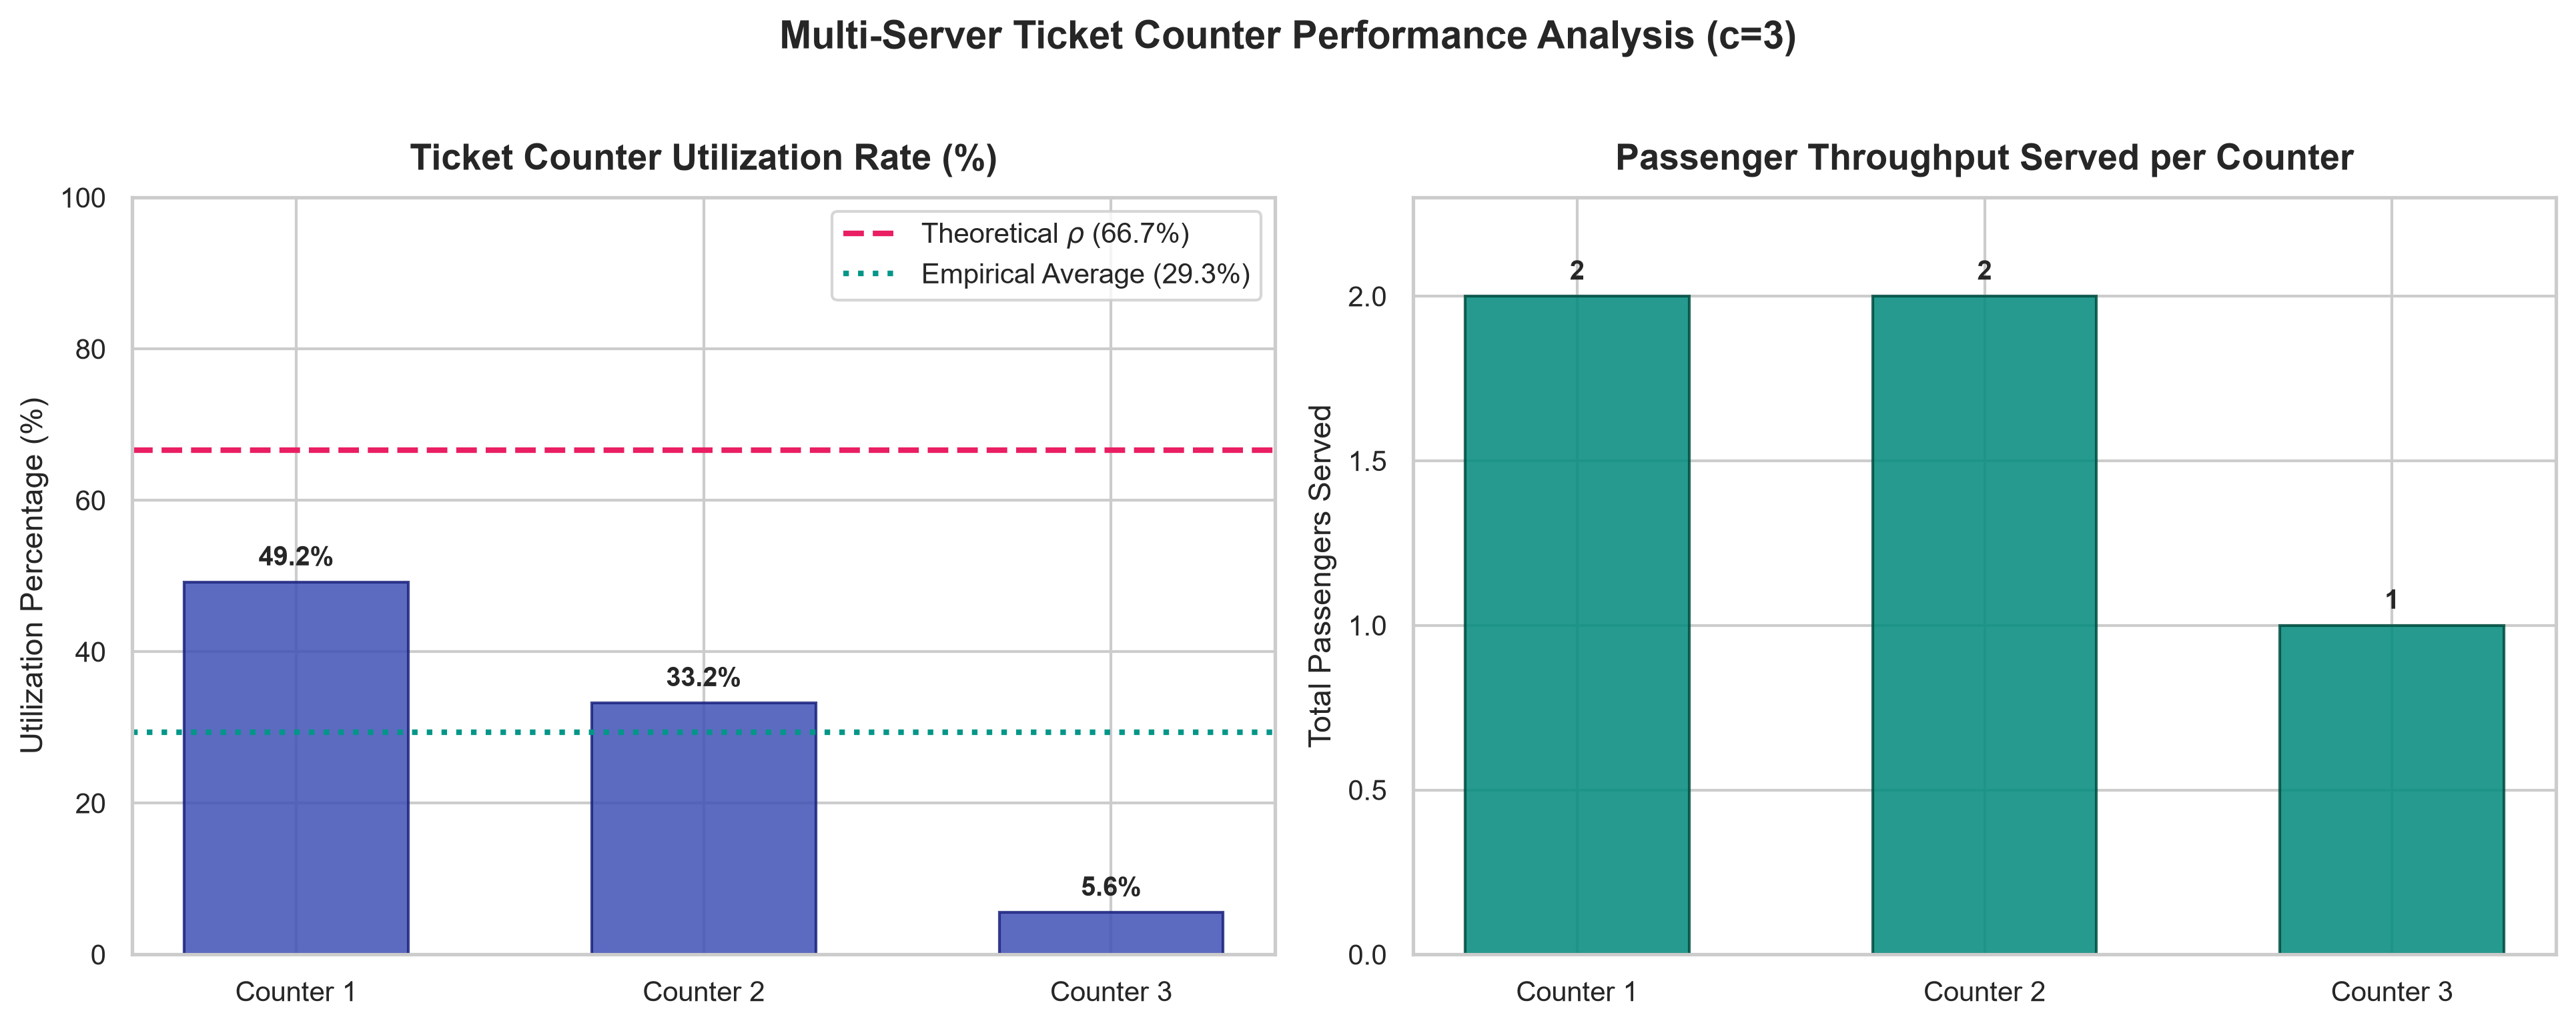 Multi-Server Ticket Counter Performance Analysis (c=3)
Ticket Counter Utilization Rate (%)
Utilization Percentage (%)
100
80
60
40
20
0
Theoretical ρ (66.7%)
Empirical Average (29.3%)
49.2%
33.2%
5.6%
Counter 1
Counter 2
Counter 3
Passenger Throughput Served per Counter
Total Passengers Served
2.0
1.5
1.0
0.5
0.0
2
2
1
Counter 1
Counter 2
Counter 3